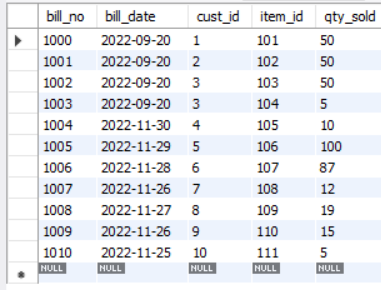 bill_no bill_date cust_id item_id qty_sold
1000 2022-09-20 1 101 50
1001 2022-09-20 2 102 50
1002 2022-09-20 3 103 50
1003 2022-09-20 3 104 5
1004 2022-11-30 4 105 10
1005 2022-11-29 5 106 100
1006 2022-11-28 6 107 87
1007 2022-11-26 7 108 12
1008 2022-11-27 8 109 19
1009 2022-11-26 9 110 15
1010 2022-11-25 10 111 5
NULL NULL NULL NULL NULL